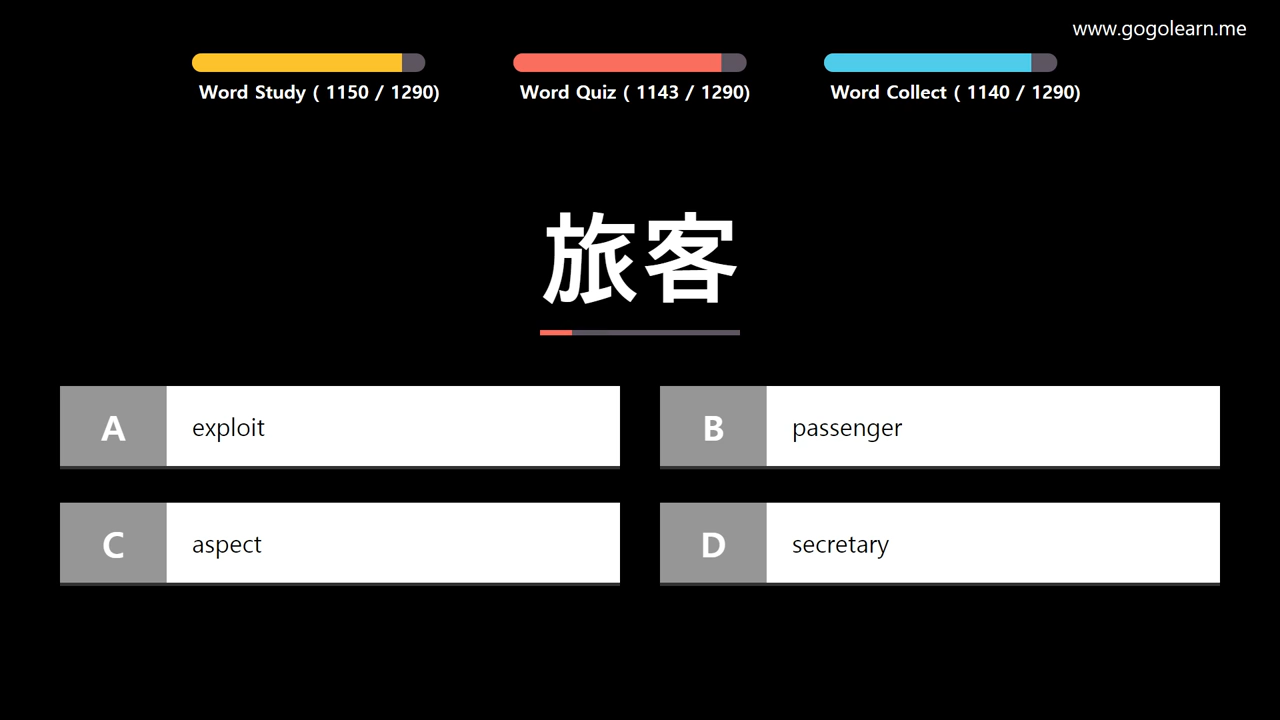 www.gogolearn.me
Word Study ( 1150 / 1290)
Word Quiz ( 1143 / 1290)
Word Collect ( 1140 / 1290)
旅客
A exploit
B passenger
C aspect
D secretary